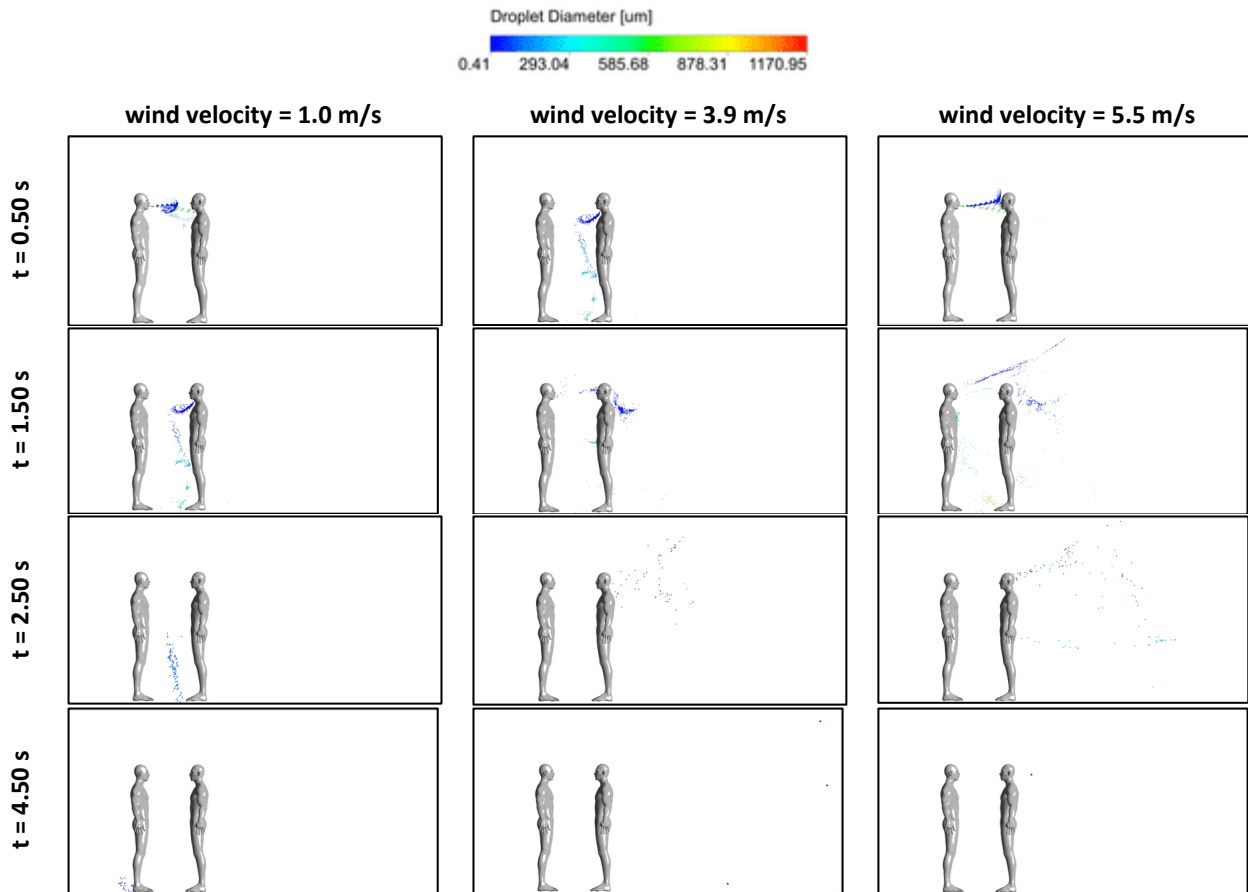 Droplet Diameter [um]
0.41 293.04 585.68 878.31 1170.95
wind velocity = 1.0 m/s wind velocity = 3.9 m/s wind velocity = 5.5 m/s
t = 0.50 s
t = 1.50 s
t = 2.50 s
t = 4.50 s